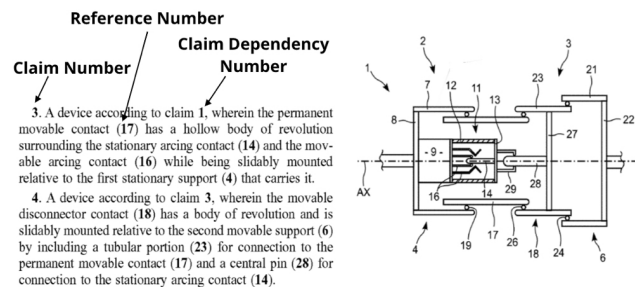 Reference Number
Claim Dependency
Number
Claim Number
3. A device according to claim 1, wherein the permanent
movable contact (17) has a hollow body of revolution
surrounding the stationary arcing contact (14) and the mov-
able arcing contact (16) while being slidably mounted
relative to the first stationary support (4) that carries it.
4. A device according to claim 3, wherein the movable
disconnector contact (18) has a body of revolution and is
slidably mounted relative to the second movable support (6)
by including a tubular portion (23) for connection to the
permanent movable contact (17) and a central pin (28) for
connection to the stationary arcing contact (14).
1
2
3
7
12
11
13
23
21
8
27
22
- 9 -
AX
16
14
29
28
4
19
17
26
18
24
6